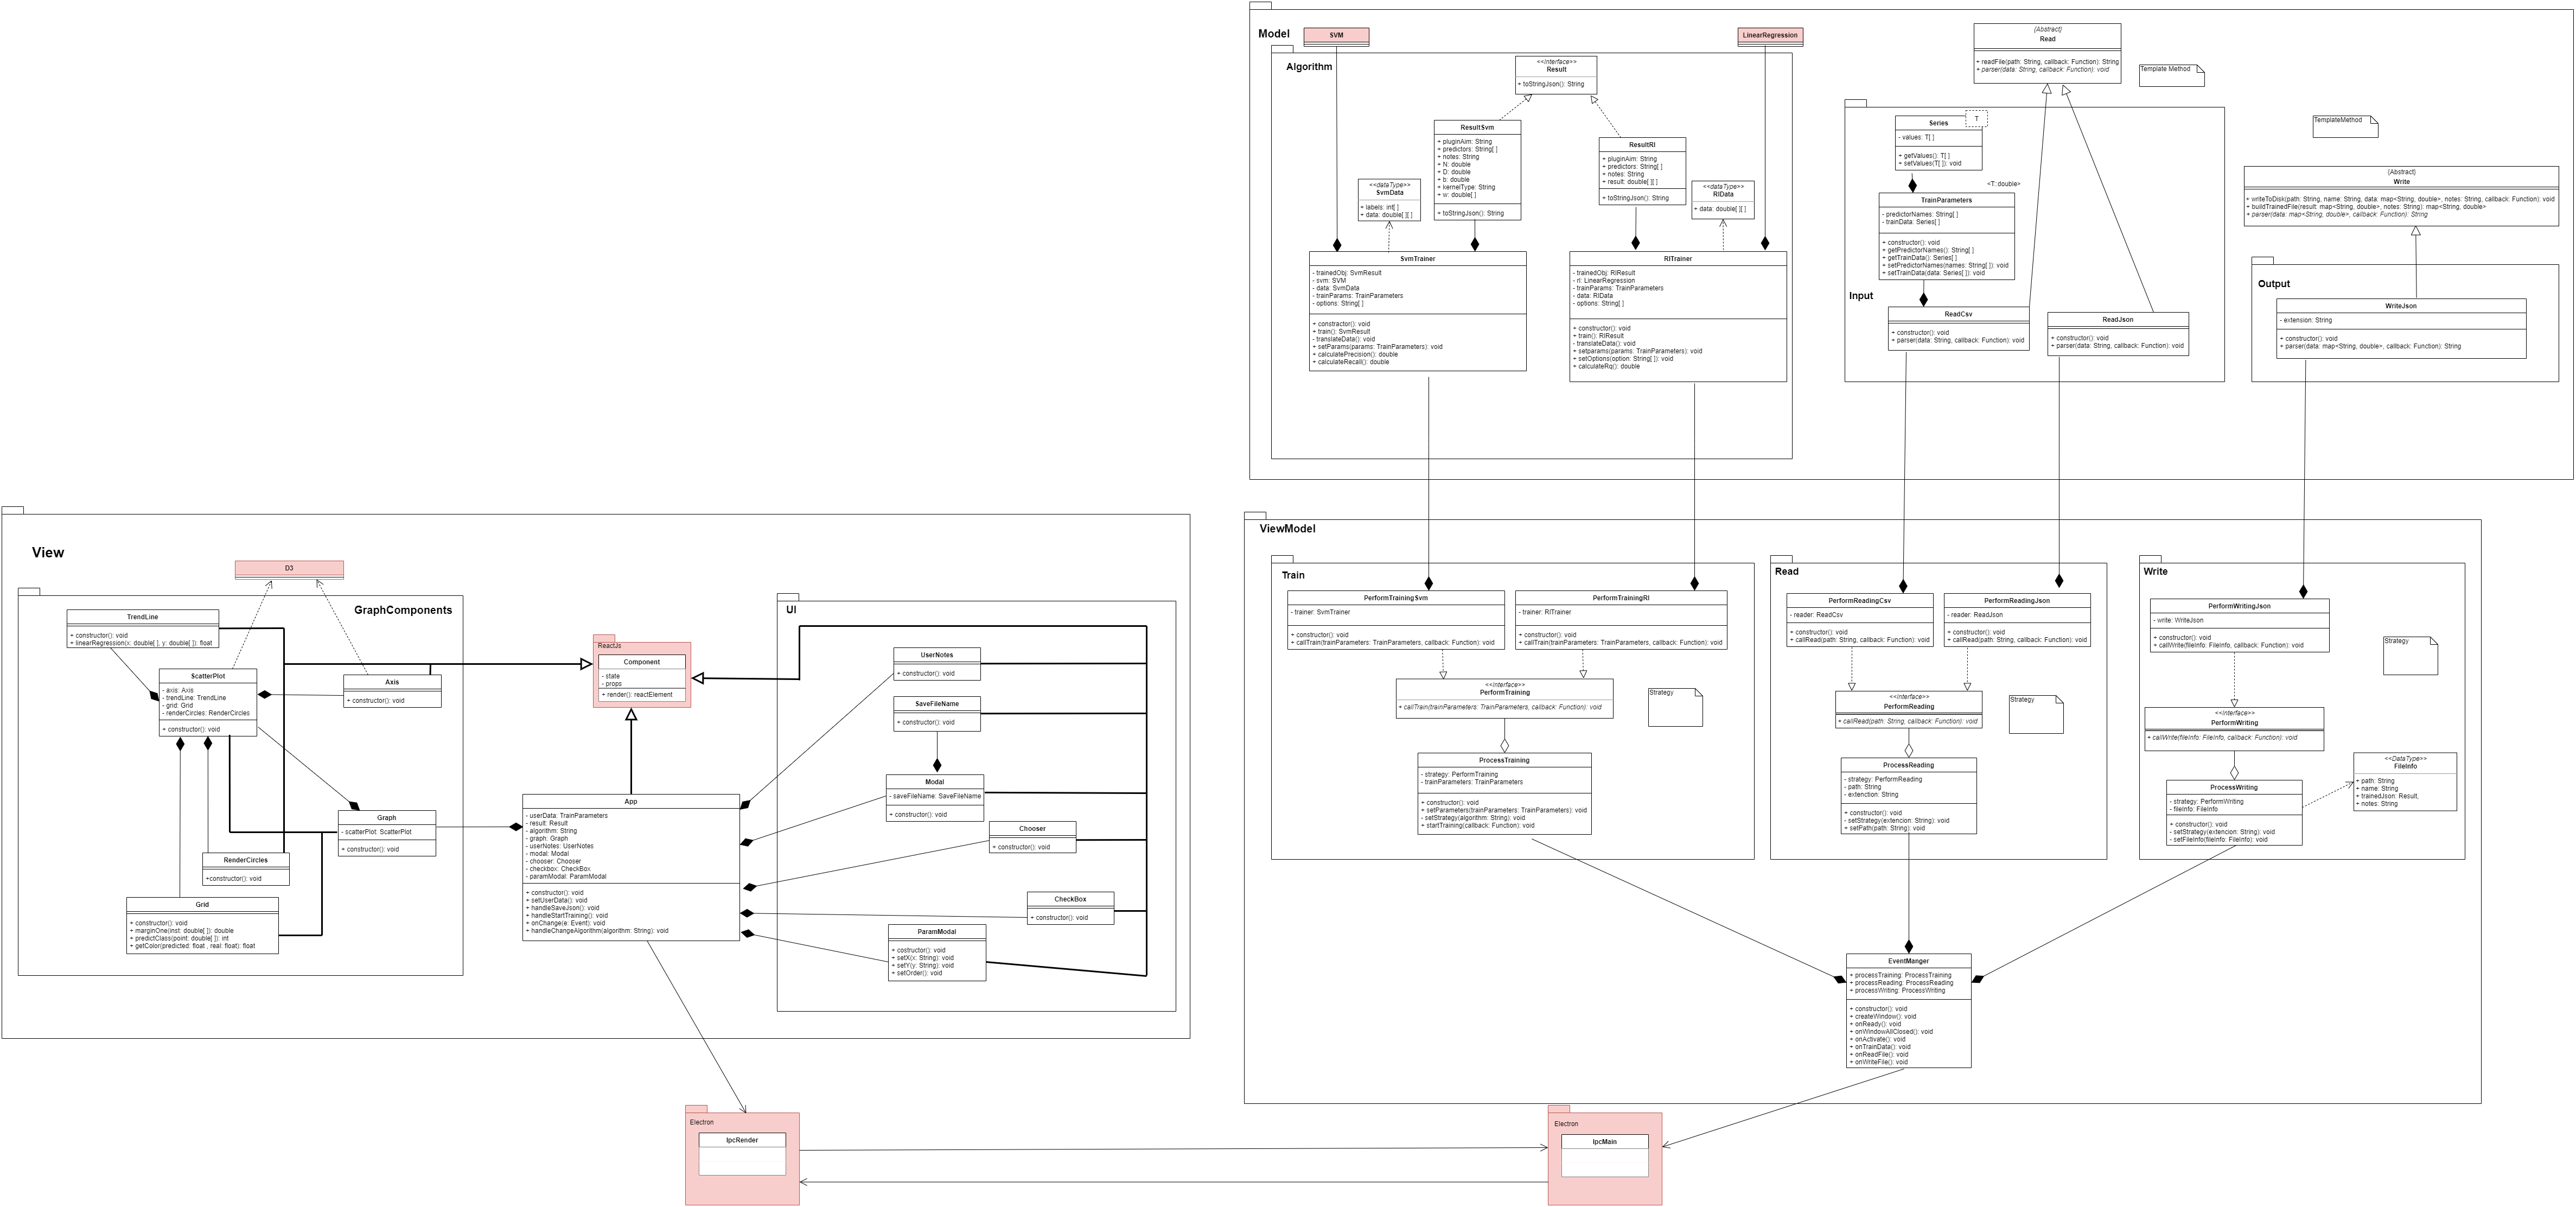 Model
SVM
LinearRegression
Algorithm
<<Interface>>
Result
+ toStringJson(): String
ResultSvm
+ pluginAim: String
+ predictors: String[ ]
+ notes: String
+ N: double
+ D: double
+ b: double
+ kernelType: String
+ w: double[ ]
+ toStringJson(): String
ResultRl
+ pluginAim: String
+ predictors: String[ ]
+ notes: String
+ result: double[ ][ ]
+ toStringJson(): String
<<dataType>>
SvmData
+ labels: int[ ]
+ data: double[ ][ ]
<<dataType>>
RlData
+ data: double[ ][ ]
SvmTrainer
- trainedObj: SvmResult
- svm: SVM
- data: SvmData
- trainParams: TrainParameters
- options: String[ ]
+ constractor(): void
+ train(): SvmResult
- translateData(): void
+ setParams(params: TrainParameters): void
+ calculatePrecision(): double
+ calculateRecall(): double
RlTrainer
- trainedObj: RlResult
- rl: LinearRegression
- trainParams: TrainParameters
- data: RlData
- options: String[ ]
+ constructor(): void
+ train(): RlResult
- translateData(): void
+ setparams(params: TrainParameters): void
+ setOptions(option: String[ ]): void
+ calculateRq(): double
{Abstract}
Read
+ readFile(path: String, callback: Function): String
+ parser(data: String, callback: Function): void
Template Method
Input
Series
T
- values: T[ ]
+ getValues(): T[ ]
+ setValues(T[ ]): void
<T::double>
TrainParameters
- predictorNames: String[ ]
- trainData: Series[ ]
+ constructor(): void
+ getPredictorNames(): String[ ]
+ getTrainData(): Series[ ]
+ setPredictorNames(names: String[ ]): void
+ setTrainData(data: Series[ ]): void
ReadCsv
+ constructor(): void
+ parser(data: String, callback: Function): void
ReadJson
+ constructor(): void
+ parser(data: String, callback: Function): void
TemplateMethod
{Abstract}
Write
+ writeToDisk(path: String, name: String, data: map<String, double>, notes: String, callback: Function): void
+ buildTrainedFile(result: map<String, double>, notes: String): map<String, double>
+ parser(data: map<String, double>, callback: Function): String
Output
WriteJson
- extension: String
+ constructor(): void
+ parser(data: map<String, double>, callback: Function): String
View
D3
GraphComponents
TrendLine
+ constructor(): void
+ linearRegression(x: double[ ], y: double[ ]): float
ScatterPlot
- axis: Axis
- trendLine: TrendLine
- grid: Grid
- renderCircles: RenderCircles
+ constructor(): void
Axis
+ constructor(): void
Graph
- scatterPlot: ScatterPlot
+ constructor(): void
RenderCircles
+constructor(): void
Grid
+ constructor(): void
+ marginOne(inst: double[ ]): double
+ predictClass(point: double[ ]): int
+ getColor(predicted: float , real: float): float
ReactJs
Component
- state
- props
+ render(): reactElement
App
- userData: TrainParameters
- result: Result
- algorithm: String
- graph: Graph
- userNotes: UserNotes
- modal: Modal
- chooser: Chooser
- checkbox: CheckBox
- paramModal: ParamModal
+ constructor(): void
+ setUserData(): void
+ handleSaveJson(): void
+ handleStartTraining(): void
+ onChange(e: Event): void
+ handleChangeAlgorithm(algorithm: String): void
UI
UserNotes
+ constructor(): void
SaveFileName
+ constructor(): void
Modal
- saveFileName: SaveFileName
+ constructor(): void
Chooser
+ constructor(): void
CheckBox
+ constructor(): void
ParamModal
+ costructor(): void
+ setX(x: String): void
+ setY(y: String): void
+ setOrder(): void
ViewModel
Train
PerformTrainingSvm
- trainer: SvmTrainer
+ constructor(): void
+ callTrain(trainParameters: TrainParameters, callback: Function): void
PerformTrainingRl
- trainer: RlTrainer
+ constructor(): void
+ callTrain(trainParameters: TrainParameters, callback: Function): void
<<Interface>>
PerformTraining
+ callTrain(trainParameters: TrainParameters, callback: Function): void
Strategy
ProcessTraining
- strategy: PerformTraining
- trainParameters: TrainParameters
+ constructor(): void
+ setParameters(trainParameters: TrainParameters): void
- setStrategy(algorithm: String): void
+ startTraining(callback: Function): void
Read
PerformReadingCsv
- reader: ReadCsv
+ constructor(): void
+ callRead(path: String, callback: Function): void
PerformReadingJson
- reader: ReadJson
+ constructor(): void
+ callRead(path: String, callback: Function): void
<<Interface>>
PerformReading
+ callRead(path: String, callback: Function): void
Strategy
ProcessReading
- strategy: PerformReading
- path: String
- extenction: String
+ constructor(): void
- setStrategy(extencion: String): void
+ setPath(path: String): void
Write
PerformWritingJson
- write: WriteJson
+ constructor(): void
+ callWrite(fileInfo: FileInfo, callback: Function): void
Strategy
<<Interface>>
PerformWriting
+ callWrite(fileInfo: FileInfo, callback: Function): void
<<DataType>>
FileInfo
+ path: String
+ name: String
+ trainedJson: Result,
+ notes: String
ProcessWriting
- strategy: PerformWriting
- fileInfo: FileInfo
+ constructor(): void
- setStrategy(extencion: String): void
+ setFileInfo(fileInfo: FileInfo): void
EventManger
+ processTraining: ProcessTraining
+ processReading: ProcessReading
+ processWriting: ProcessWriting
+ constructor(): void
+ createWindow(): void
+ onReady(): void
+ onWindowAllClosed(): void
+ onActivate(): void
+ onTrainData(): void
+ onReadFile(): void
+ onWriteFile(): void
Electron
IpcRender
Electron
IpcMain